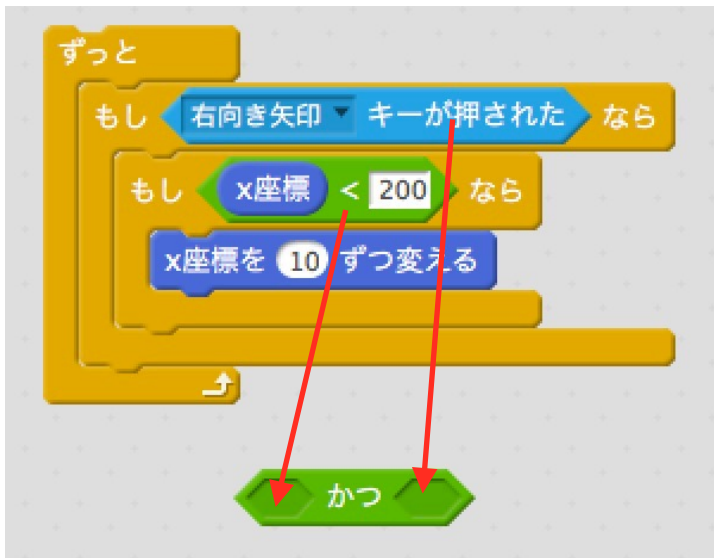 ずっと
もし 右向き矢印 キーが押された なら
もし x座標 < 200 なら
x座標を 10 ずつ変える
かつ